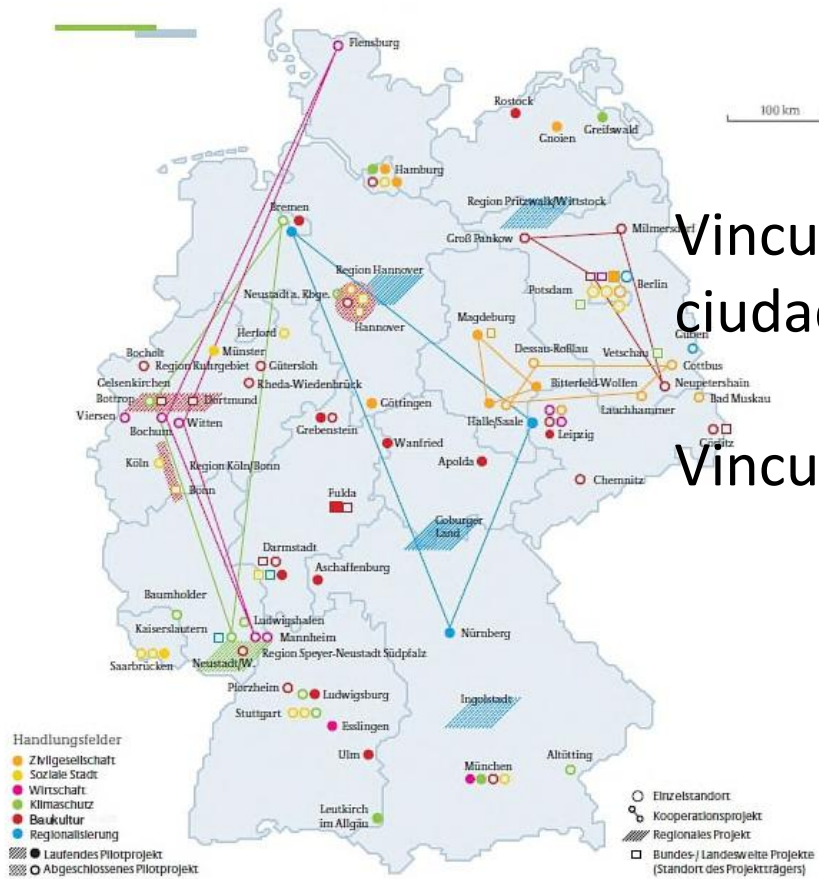 Flensburg
Rostock
Gnoien
Greifswald
100 km
Hamburg
Region Pritzwalk/Wittstock
Bremen
Groß Pankow
Milmersdorf
Vincu
ciudad
Region Hannover
Neustadt a. Rbge.
Hannover
Potsdam
Berlin
Magdeburg
Herford
Dessau-Roßlau
Vetschau
Guben
Cottbus
Bocholt
Münster
Region Ruhrgebiet
Gütersloh
Bitterfeld-Wolfen
Neupetershain
Gelsenkirchen
Rheda-Wiedenbrück
Bottrop
Dortmund
Göttingen
Lauchhammer
Bad Muskau
Viersen
Bochum
Witten
Grebenstein
Halle/Saale
Leipzig
Görlitz
Wanfried
Köln
Region Köln/Bonn
Apolda
Vincu
Bonn
Chemnitz
Fulda
Coburger
Land
Darmstadt
Aschaffenburg
Baumholder
Ludwigshafen
Kaiserslautern
Mannheim
Nürnberg
Saarbrücken
Neustadt/W.
Region Speyer-Neustadt Südpfalz
Pforzheim
Ludwigsburg
Ingolstadt
Stuttgart
Esslingen
Ulm
München
Altötting
Leutkirch
im Allgäu
Handlungsfelder
Zivilgesellschaft
Soziale Stadt
Wirtschaft
Klimaschutz
Baukultur
Regionalisierung
Laufendes Pilotprojekt
Abgeschlossenes Pilotprojekt
Einzelstandort
Kooperationsprojekt
Regionales Projekt
Bundes-/ Landesweite Projekte
(Standort des Projektträgers)